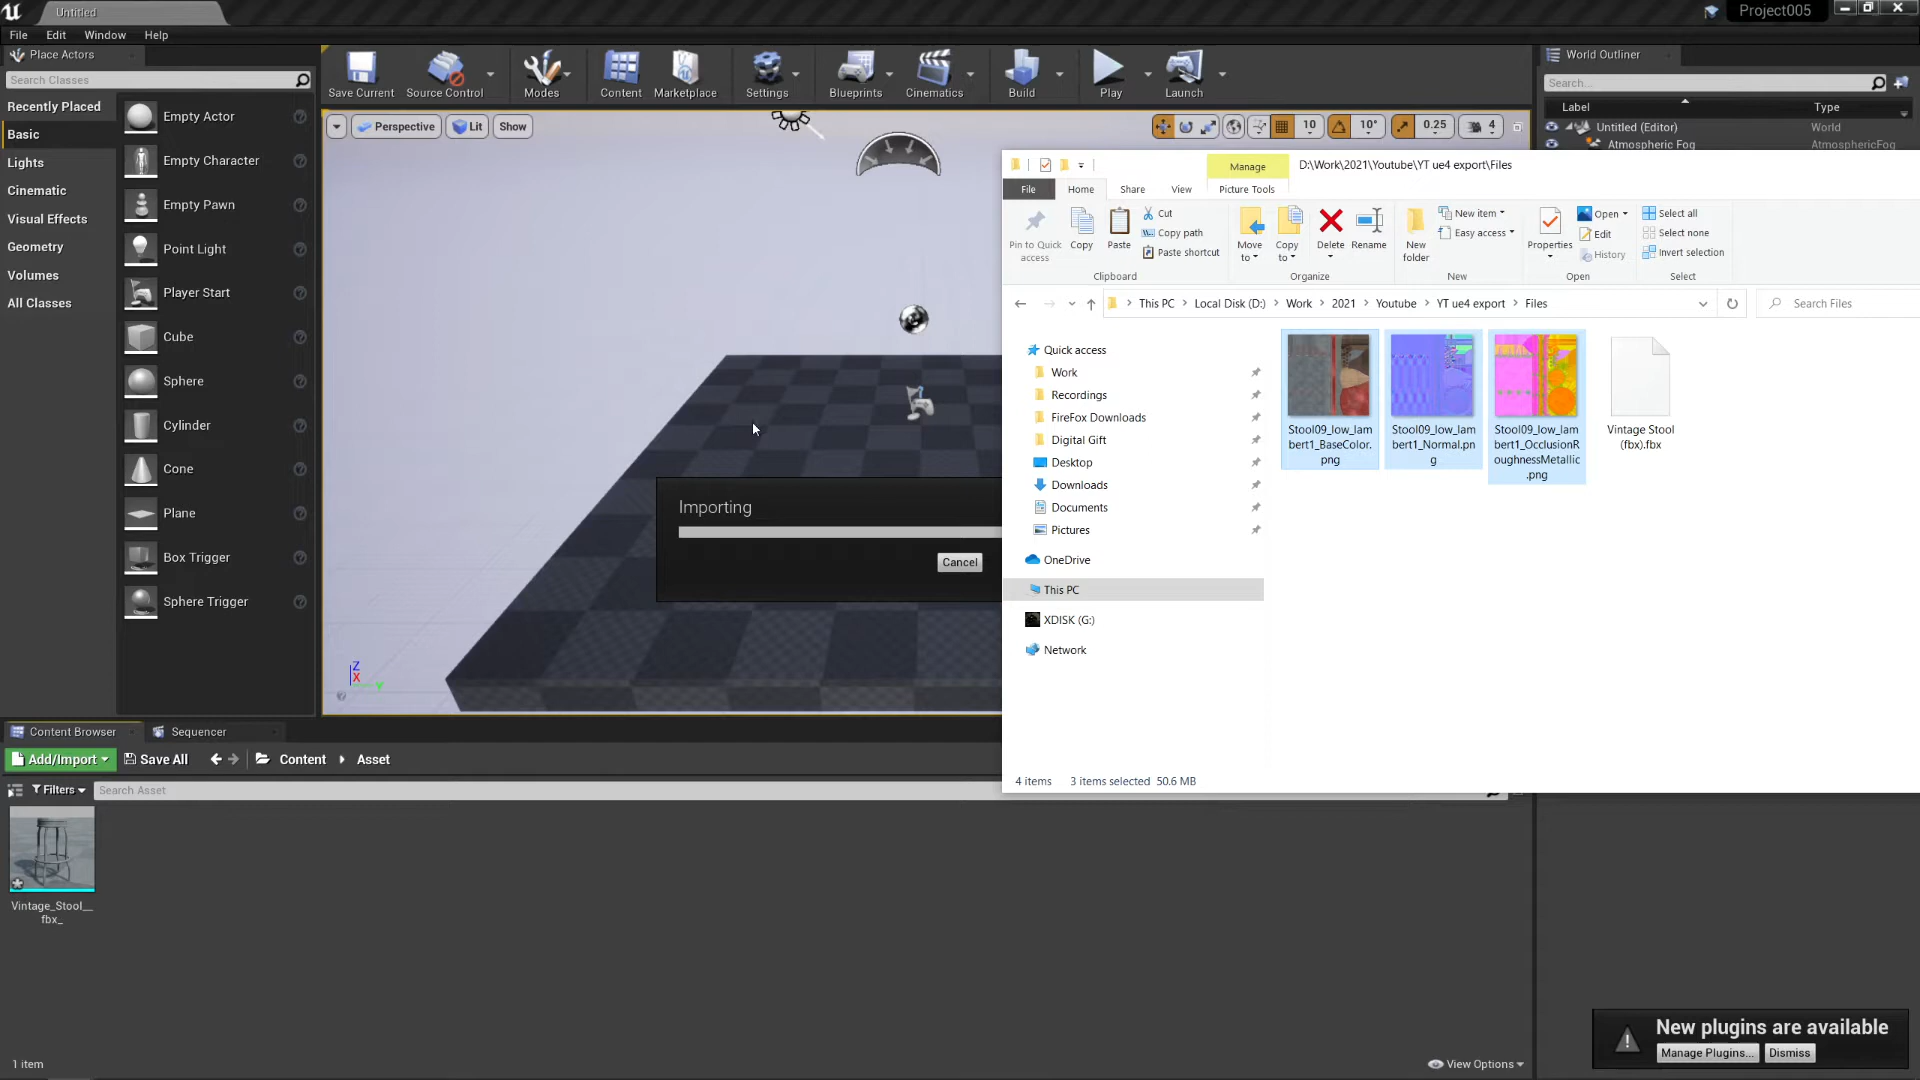 Untitled
Project005
File Edit Window Help
Place Actors
Search Classes
Recently Placed
Basic
Lights
Cinematic
Visual Effects
Geometry
Volumes
All Classes
Empty Actor
Empty Character
Empty Pawn
Point Light
Player Start
Cube
Sphere
Cylinder
Cone
Plane
Box Trigger
Sphere Trigger
Save Current Source Control Modes Content Marketplace Settings Blueprints Cinematics Build Play Launch
Perspective Lit Show
10 10° 0.25 4
World Outliner
Search...
Label Type
Untitled (Editor) World
Atmospheric Fog AtmosphericFog
Z
X
Y
Importing
Cancel
Manage D:\Work\2021\Youtube\YT ue4 export\Files
File Home Share View Picture Tools
Pin to Quick
access
Copy
Paste
Cut
Copy path
Paste shortcut
Clipboard
Move
to
Copy
to
Delete
Rename
Organize
New
folder
New item
Easy access
New
Properties
Open
Edit
History
Open
Select all
Select none
Invert selection
Select
This PC Local Disk (D:) Work 2021 Youtube YT ue4 export Files
Search Files
Quick access
Work
Recordings
FireFox Downloads
Digital Gift
Desktop
Downloads
Documents
Pictures
OneDrive
This PC
XDISK (G:)
Network
Stool09_low_lam
bert1_BaseColor.
png
Stool09_low_lam
bert1_Normal.pn
g
Stool09_low_lam
bert1_OcclusionR
oughnessMetallic
.png
Vintage Stool
(fbx).fbx
4 items 3 items selected 50.6 MB
Content Browser Sequencer
Add/Import Save All Content Asset
Filters Search Asset
Vintage_Stool__
fbx_
1 item
View Options
New plugins are available
Manage Plugins... Dismiss